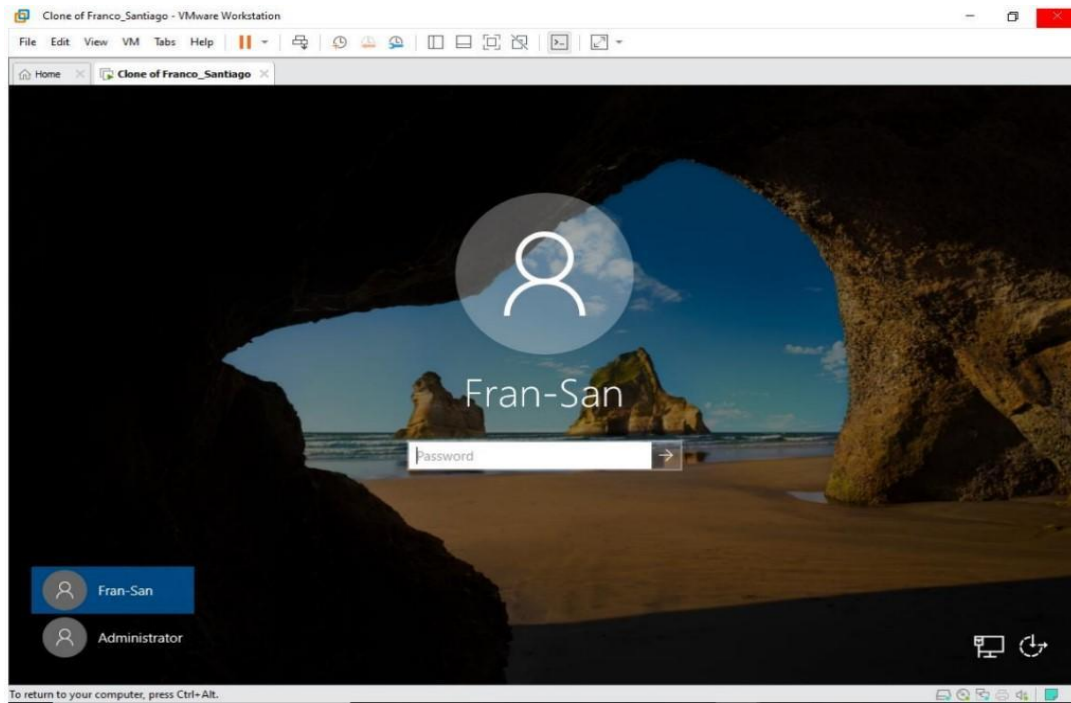 Clone of Franco_Santiago - VMware Workstation
File Edit View VM Tabs Help
Home Clone of Franco_Santiago
Fran-San
Password
Fran-San
Administrator
To return to your computer, press Ctrl+Alt.